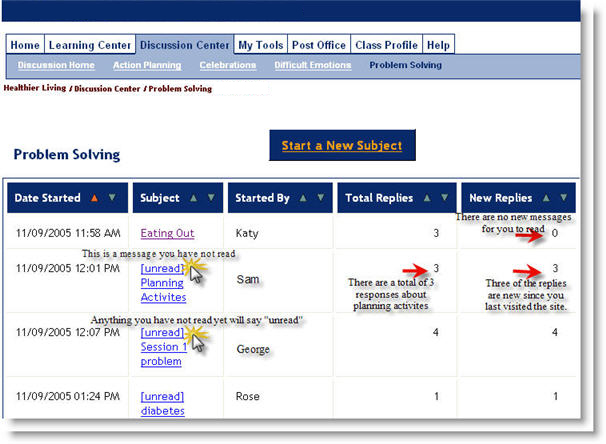 Home Learning Center Discussion Center My Tools Post Office Class Profile Help
Discussion Home Action Planning Celebrations Difficult Emotions Problem Solving
Healthier Living / Discussion Center / Problem Solving
Start a New Subject
Problem Solving
Date Started Subject Started By Total Replies New Replies
There are no new messages
for you to read
11/09/2005 11:58 AM Eating Out Katy 3 0
This is a message you have not read
11/09/2005 12:01 PM [unread] Sam 3 3
Planning
Activites
There are a total of 3
responses about
planning activites
Three of the replies
are new since you
last visited the site.
Anything you have not read yet will say "unread"
11/09/2005 12:07 PM [unread] George 4 4
Session 1
problem
11/09/2005 01:24 PM [unread] Rose 1 1
diabetes